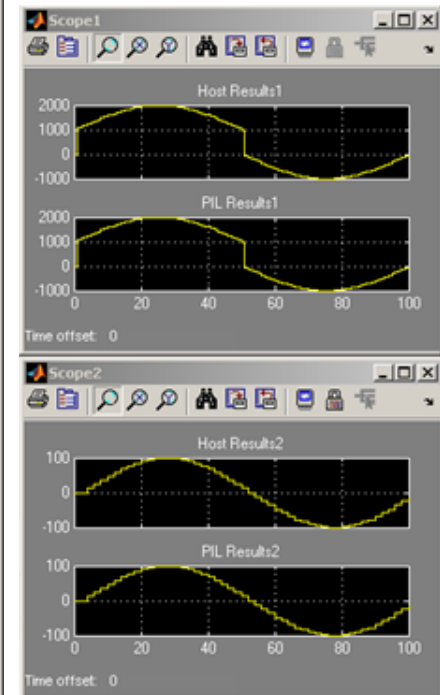 Scope1
Host Results1
2000
1000
0
-1000
PIL Results1
2000
1000
0
-1000
0 20 40 60 80 100
Time offset: 0
Scope2
Host Results2
100
0
-100
PIL Results2
100
0
-100
0 20 40 60 80 100
Time offset: 0